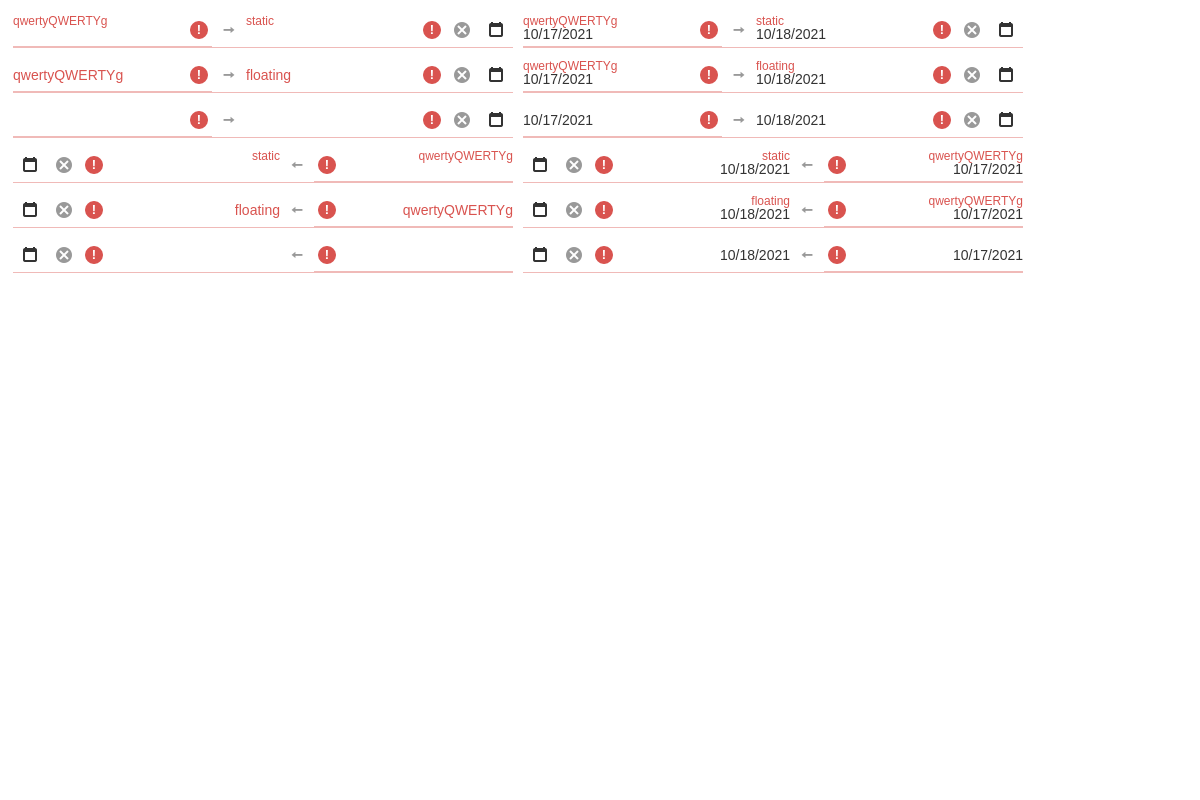 qwertyQWERTYg static qwertyQWERTYg static
10/17/2021 10/18/2021
qwertyQWERTYg floating qwertyQWERTYg floating
10/17/2021 10/18/2021
10/17/2021 10/18/2021
static qwertyQWERTYg static qwertyQWERTYg
10/18/2021 10/17/2021
floating qwertyQWERTYg floating qwertyQWERTYg
10/18/2021 10/17/2021
10/18/2021 10/17/2021